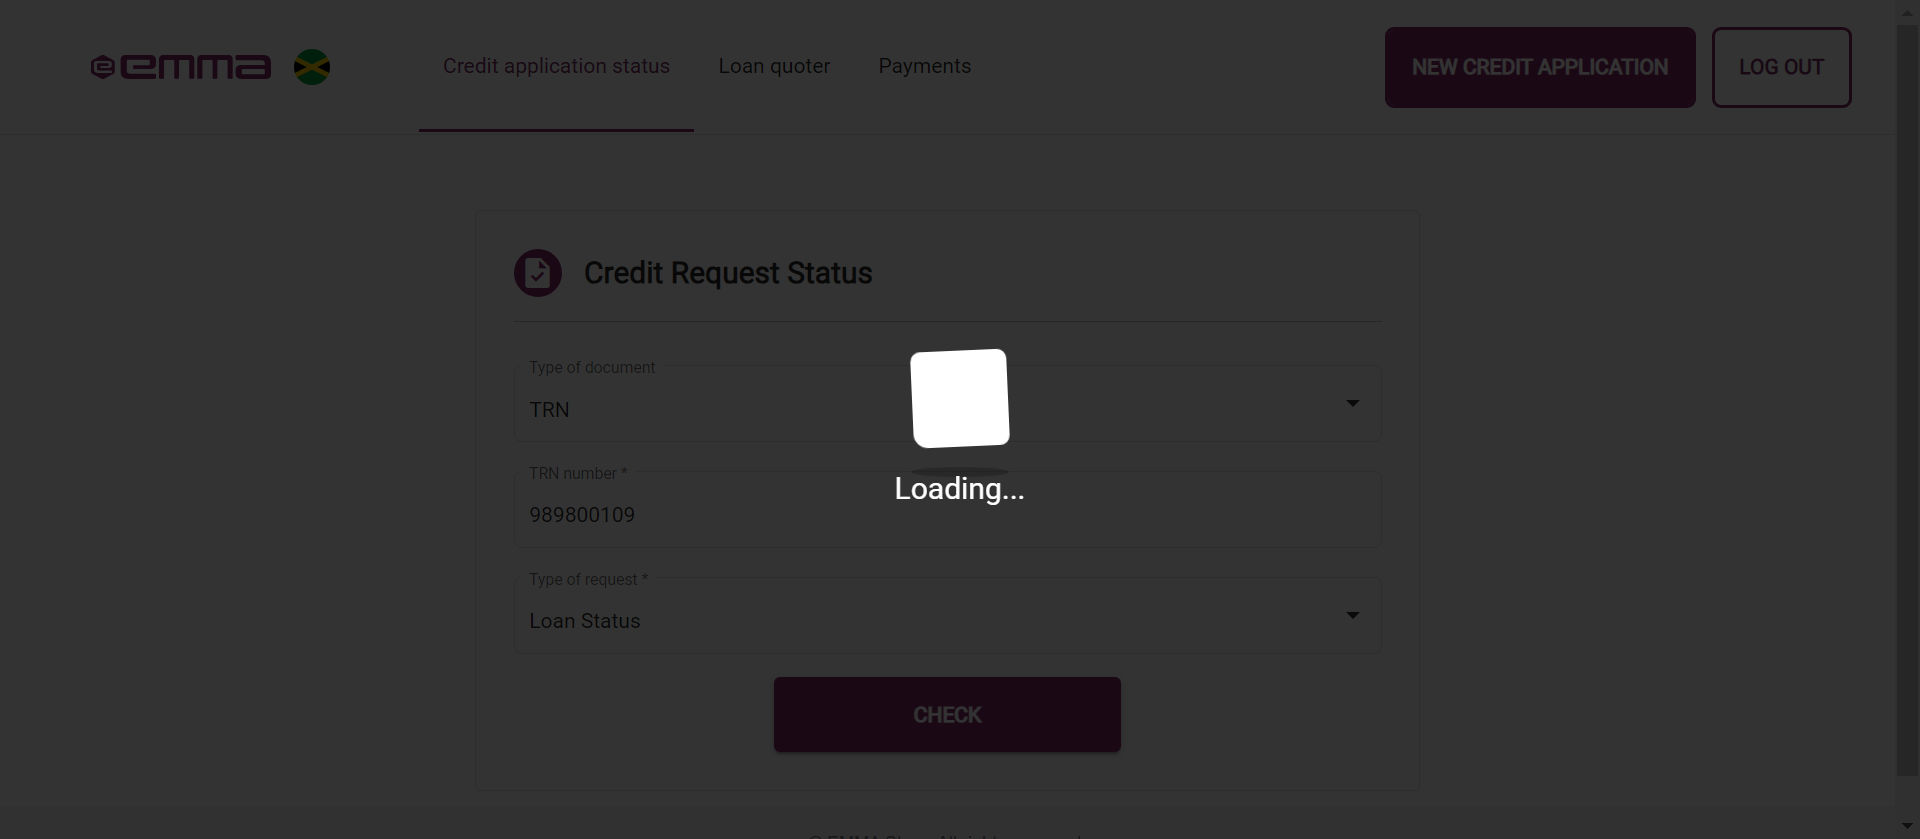 emma
Credit application status
Loan quoter
Payments
NEW CREDIT APPLICATION
LOG OUT
Credit Request Status
Type of document
TRN
TRN number *
989800109
Loading...
Type of request *
Loan Status
CHECK